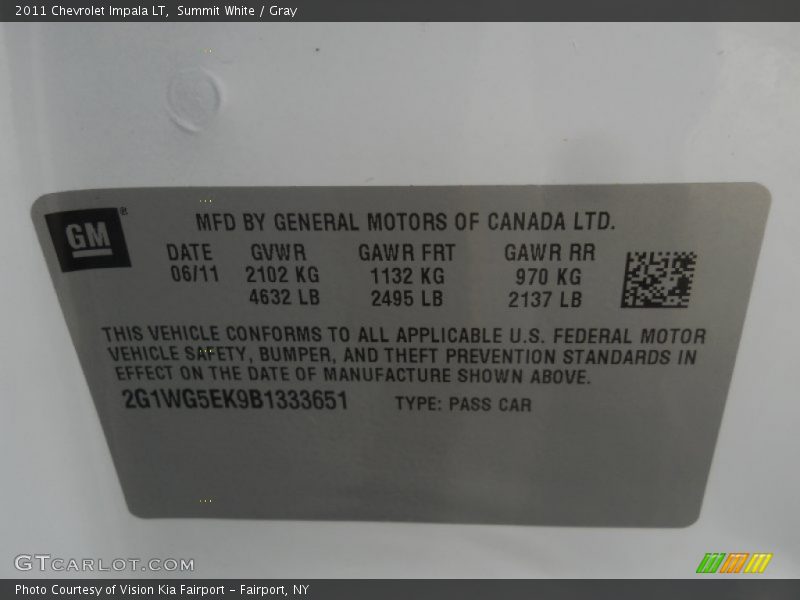 2011 Chevrolet Impala LT, Summit White / Gray
GM®
MFD BY GENERAL MOTORS OF CANADA LTD.
DATE GVWR GAWR FRT GAWR RR
06/11 2102 KG 1132 KG 970 KG
4632 LB 2495 LB 2137 LB
THIS VEHICLE CONFORMS TO ALL APPLICABLE U.S. FEDERAL MOTOR
VEHICLE SAFETY, BUMPER, AND THEFT PREVENTION STANDARDS IN
EFFECT ON THE DATE OF MANUFACTURE SHOWN ABOVE.
2G1WG5EK9B1333651 TYPE: PASS CAR
GTCARLOT.COM
Photo Courtesy of Vision Kia Fairport - Fairport, NY